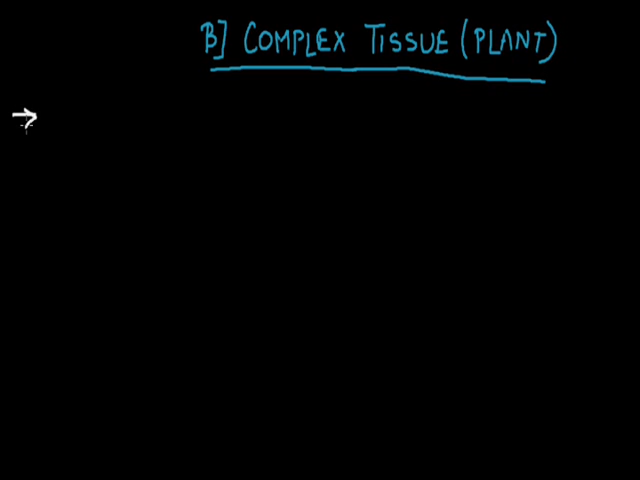 B] COMPLEX TISSUE (PLANT)
→